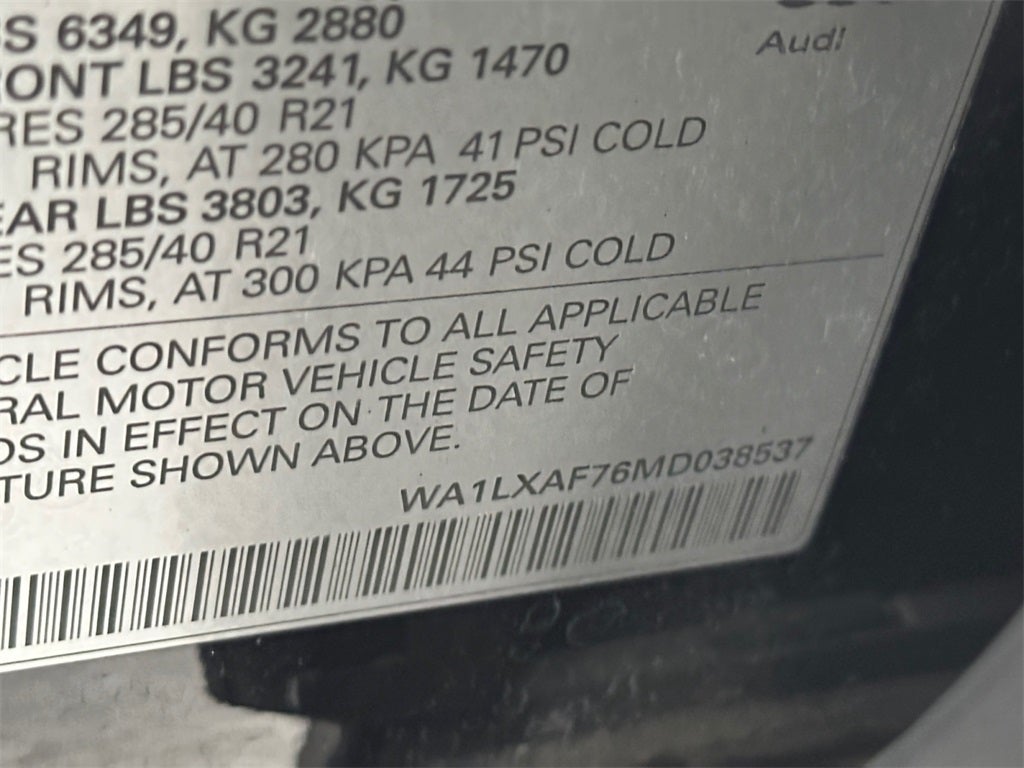 S 6349, KG 2880
Audi
RONT LBS 3241, KG 1470
RES 285/40 R21
RIMS, AT 280 KPA 41 PSI COLD
EAR LBS 3803, KG 1725
ES 285/40 R21
RIMS, AT 300 KPA 44 PSI COLD
CLE CONFORMS TO ALL APPLICABLE
RAL MOTOR VEHICLE SAFETY
DS IN EFFECT ON THE DATE OF
TURE SHOWN ABOVE.
WA1LXAF76MD038537